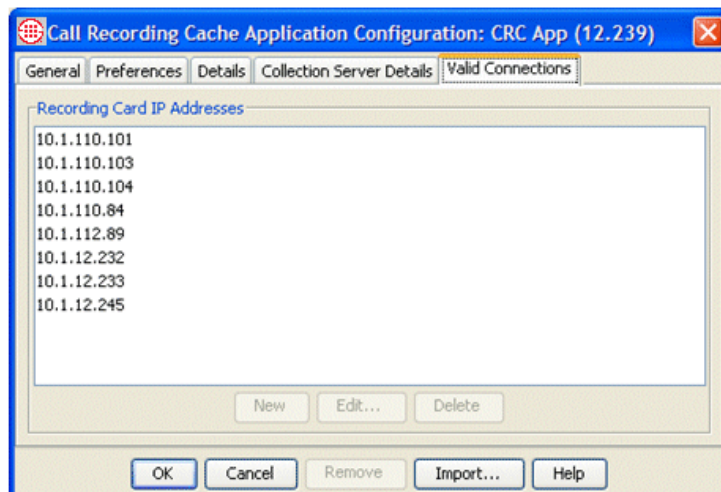 Call Recording Cache Application Configuration: CRC App (12.239)
General Preferences Details Collection Server Details Valid Connections
Recording Card IP Addresses
10.1.110.101
10.1.110.103
10.1.110.104
10.1.110.84
10.1.112.89
10.1.12.232
10.1.12.233
10.1.12.245
New Edit... Delete
OK Cancel Remove Import... Help